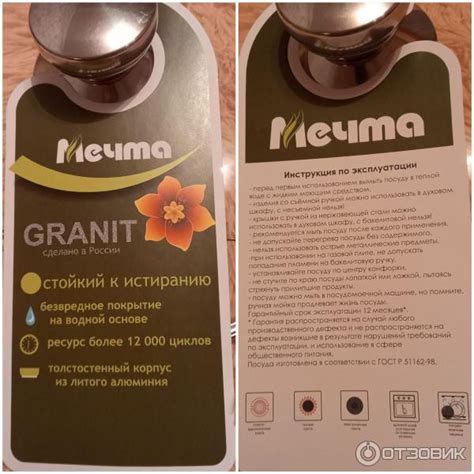 Мечта
GRANIT
сделано в России
стойкий к истиранию
безвредное покрытие
на водной основе
ресурс более 12 000 циклов
толстостенный корпус
из литого алюминия
Мечта
Инструкция по эксплуатации
- перед первым использованием вымыть посуду в теплой
воде с жидким моющим средством.
- изделия со съёмной ручкой можно использовать в духовом
шкафу, с несъемной нельзя!
- крышки с ручкой из нержавеющей стали можно
использовать в духовом шкафу, с бакелитовой нельзя!
Рекомендуется мыть посуду после каждого применения.
- не допускайте перегрева посуды без содержимого.
- нельзя использовать острые металлические предметы.
- при использовании на газовой плите, не допускать
попадание пламени на бакелитовую ручку.
- устанавливайте посуду по центру конфорки.
- не стучите по краю посуды лопаткой или ложкой, пытаясь
стряхнуть прилипшие продукты.
- посуду можно мыть в посудомоечной машине, но помните,
ручная мойка продлевает жизнь посуды.
Гарантийный срок эксплуатации 12 месяцев*.
* Гарантия распространяется на случай любого
производственного дефекта и не распространяется на
дефекты возникшие в результате нарушений требований
по эксплуатации, и использование в сфере
общественного питания.
Посуда изготовлена в соответствии с ГОСТ Р 51162-98.
ОТЗОВИК